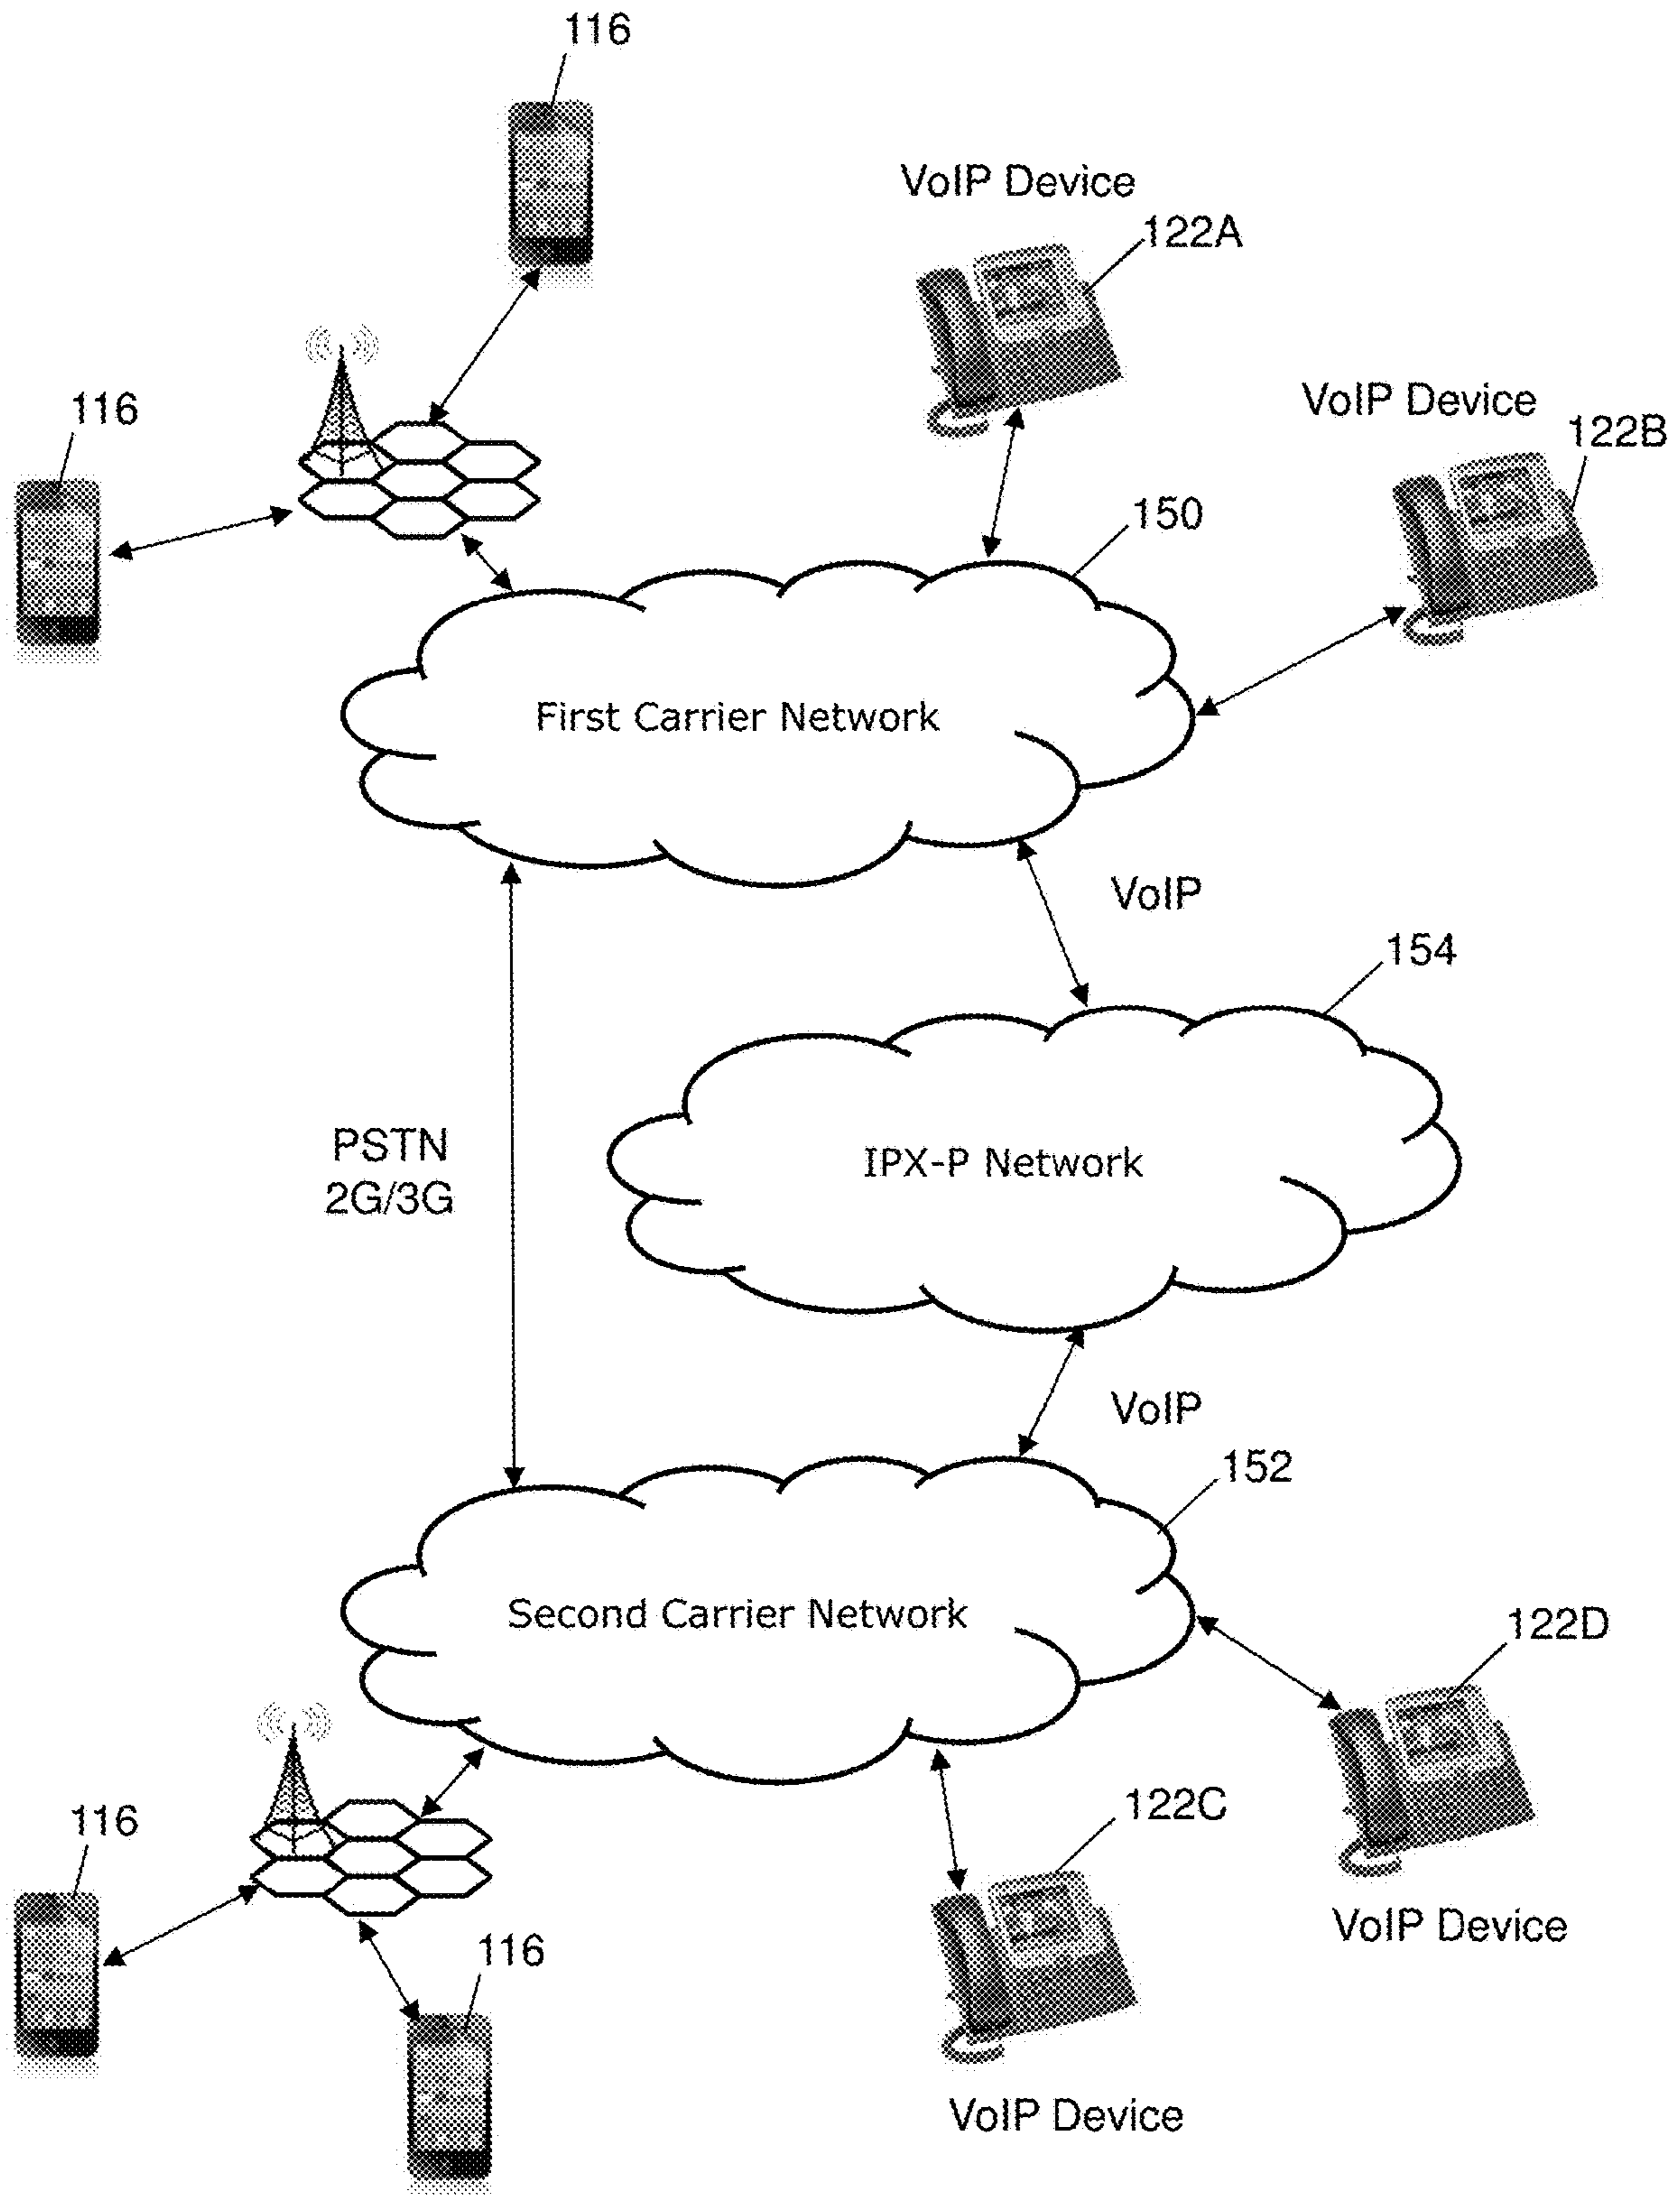 116
VoIP Device
122A
116
VoIP Device
122B
150
First Carrier Network
VoIP
154
PSTN
2G/3G
IPX-P Network
VoIP
152
Second Carrier Network
122D
122C
116
VoIP Device
116
VoIP Device